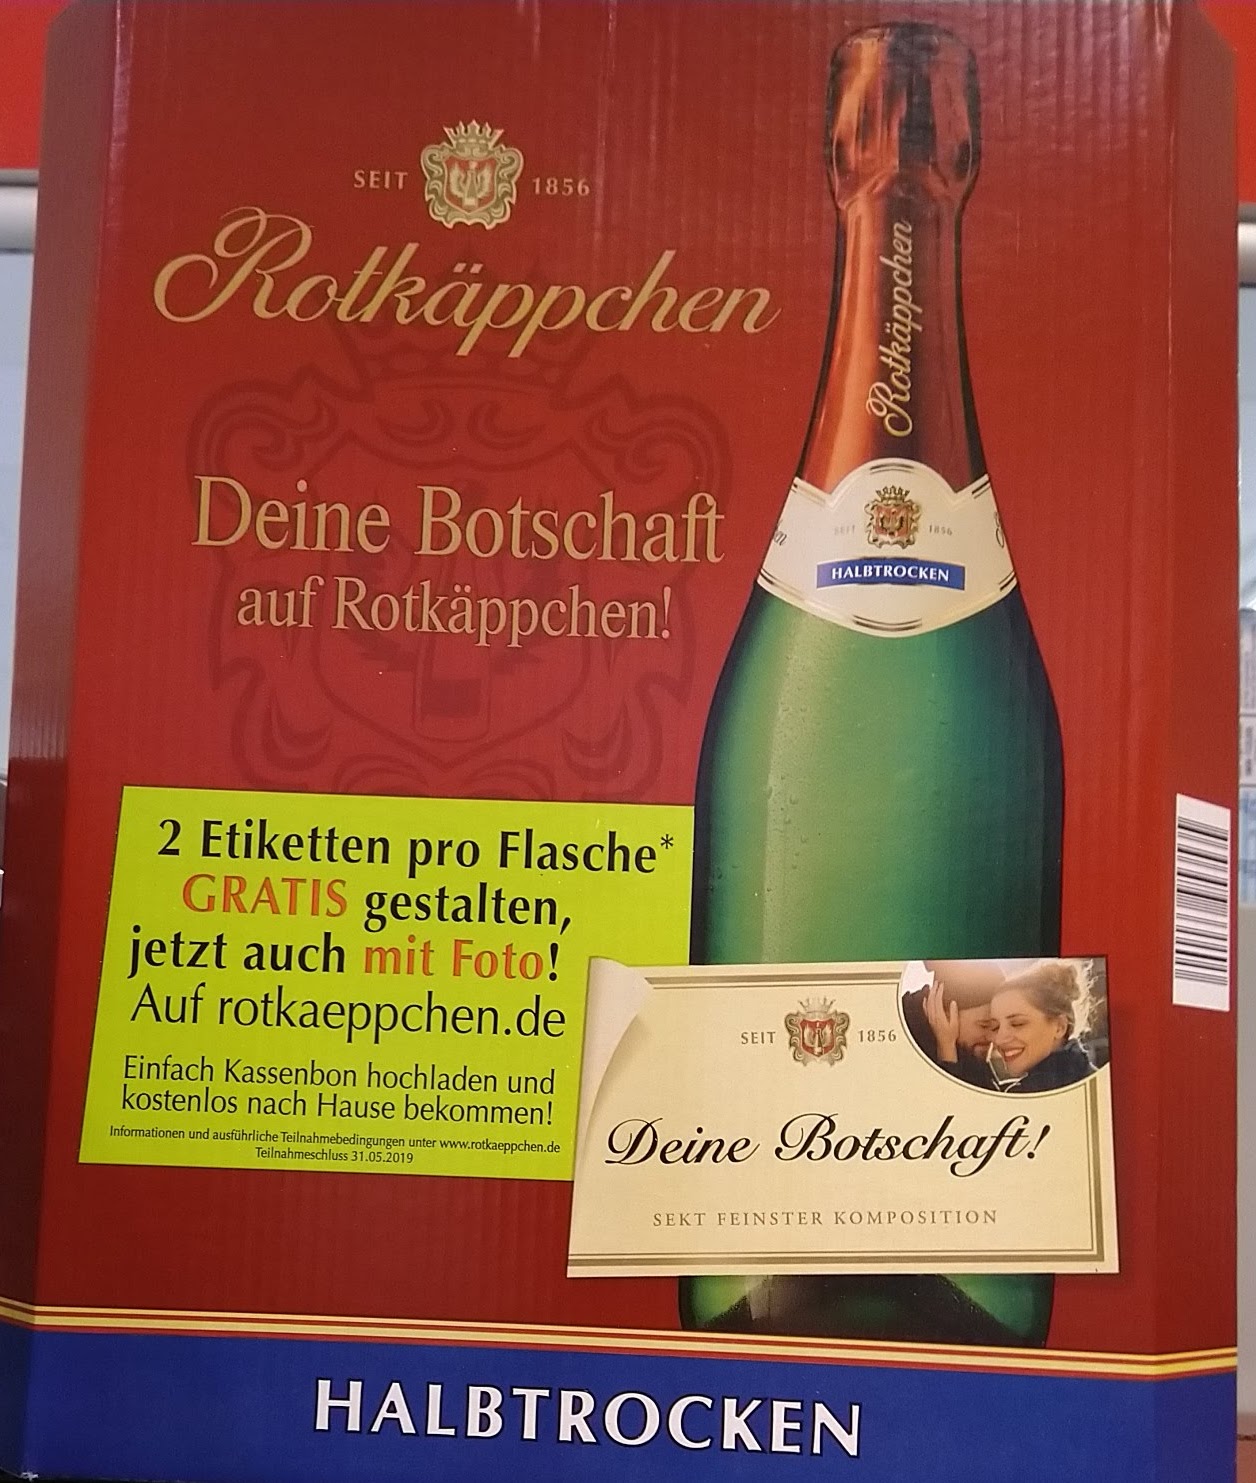 SEIT 1856
Rotkäppchen
Rotkäppchen
Deine Botschaft
auf Rotkäppchen!
SEIT 1856
HALBTROCKEN
2 Etiketten pro Flasche*
GRATIS gestalten,
jetzt auch mit Foto!
Auf rotkaeppchen.de
Einfach Kassenbon hochladen und
kostenlos nach Hause bekommen!
Informationen und ausführliche Teilnahmebedingungen unter www.rotkaeppchen.de
Teilnahmeschluss 31.05.2019
SEIT 1856
Deine Botschaft!
SEKT FEINSTER KOMPOSITION
HALBTROCKEN